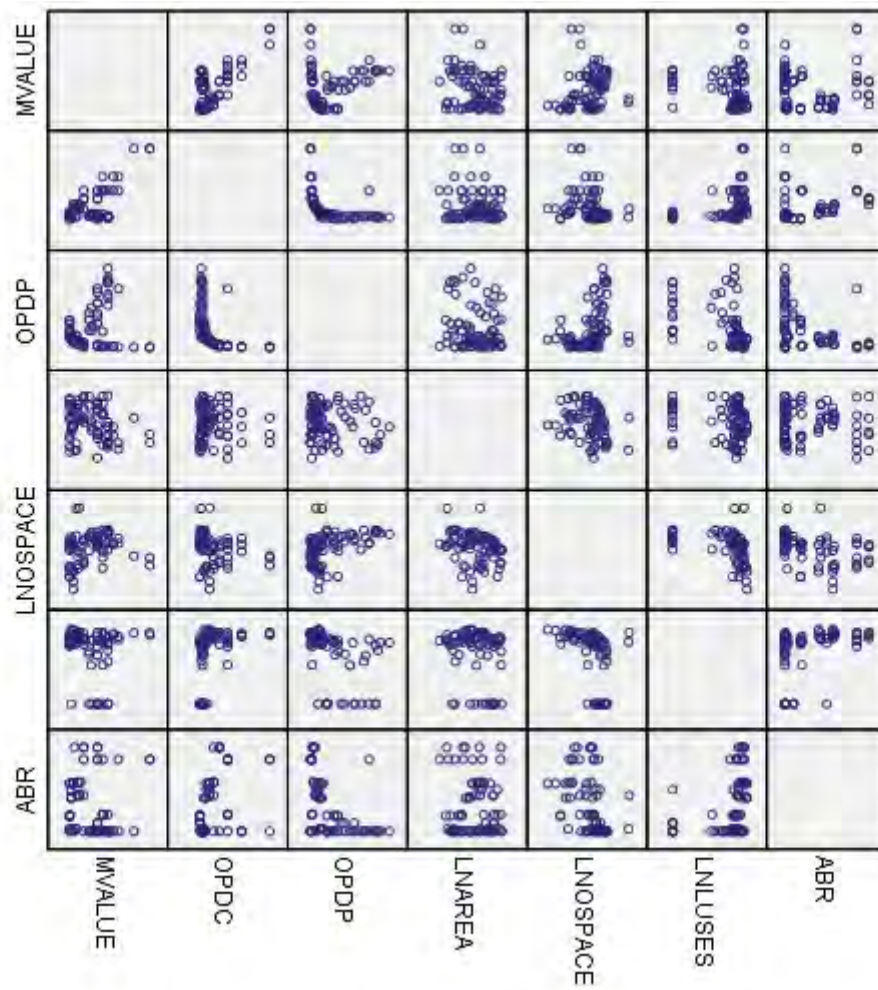 MVALUE
OPDP
LNOSPACE
ABR
MVALUE
OPDC
OPDP
LNAREA
LNOSPACE
LNLUSES
ABR